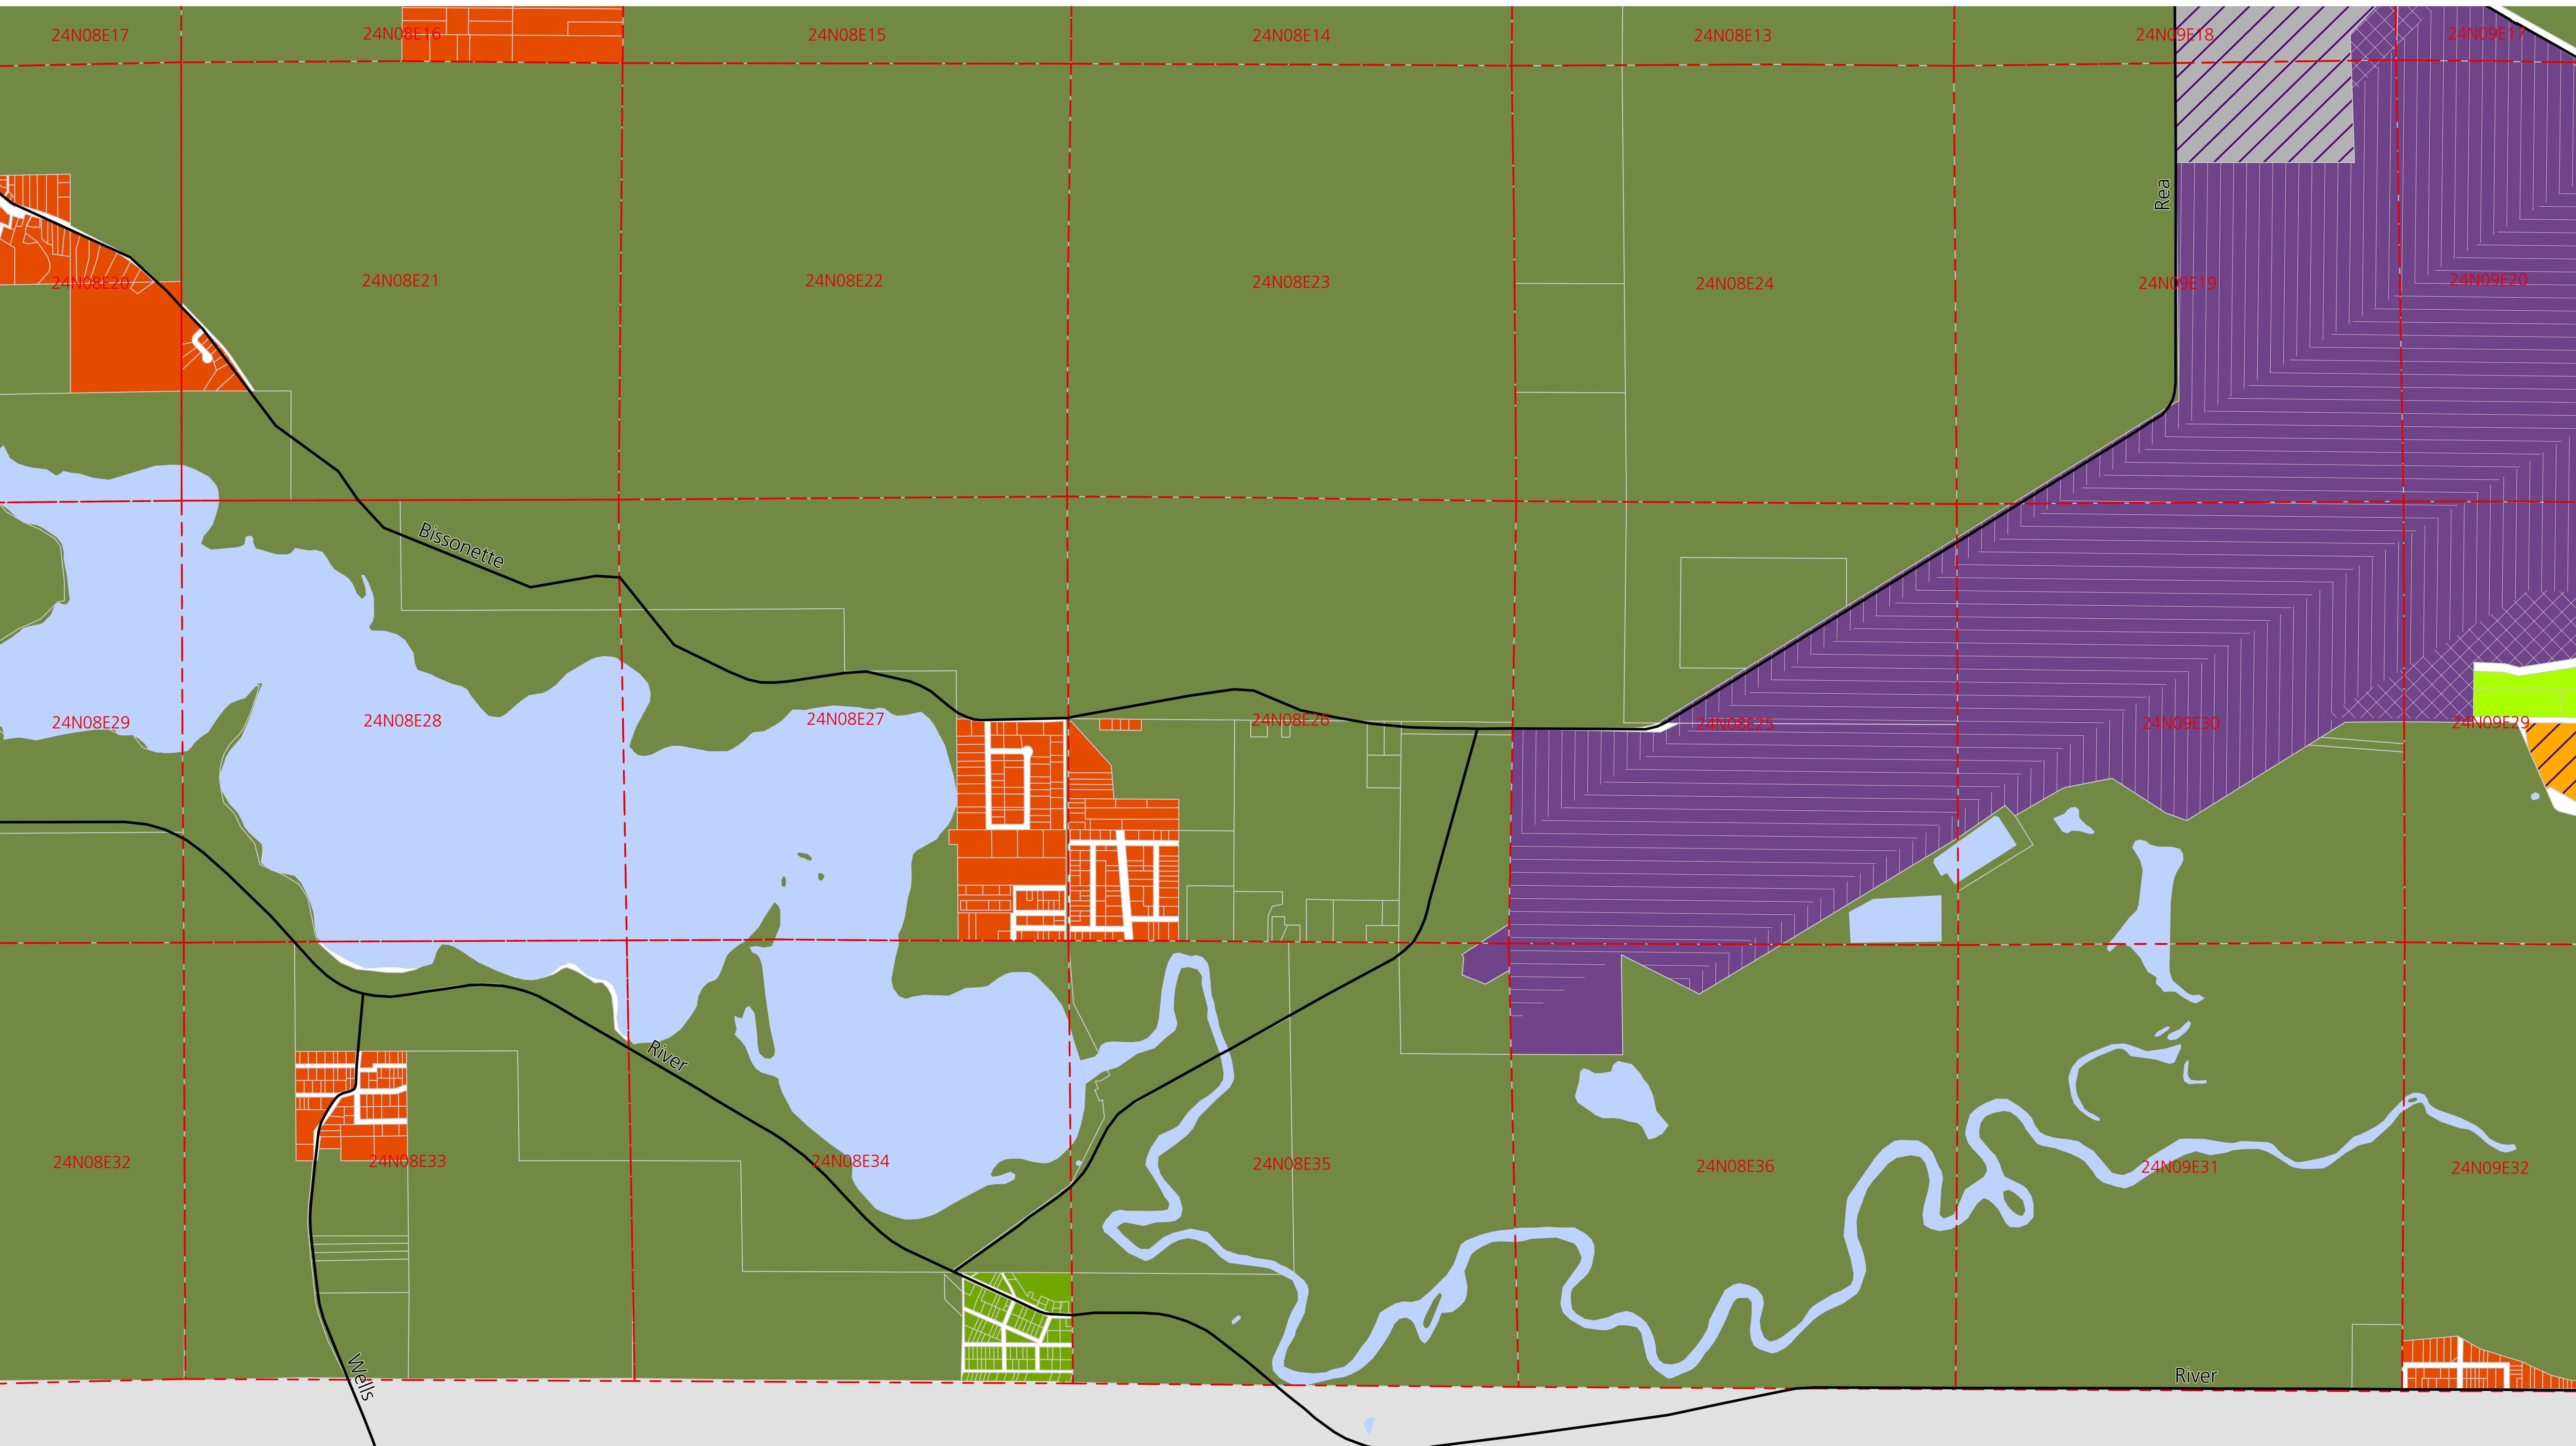 24N08E17
24N08E16
24N08E15
24N08E14
24N08E13
24N09E18
24N09E17
Rea
24N08E20
24N08E21
24N08E22
24N08E23
24N08E24
24N09E19
24N09E20
Bissonette
24N08E29
24N08E28
24N08E27
24N08E26
24N08E25
24N09E30
24N09E29
River
24N08E32
24N08E33
24N08E34
24N08E35
24N08E36
24N09E31
24N09E32
Wells
River